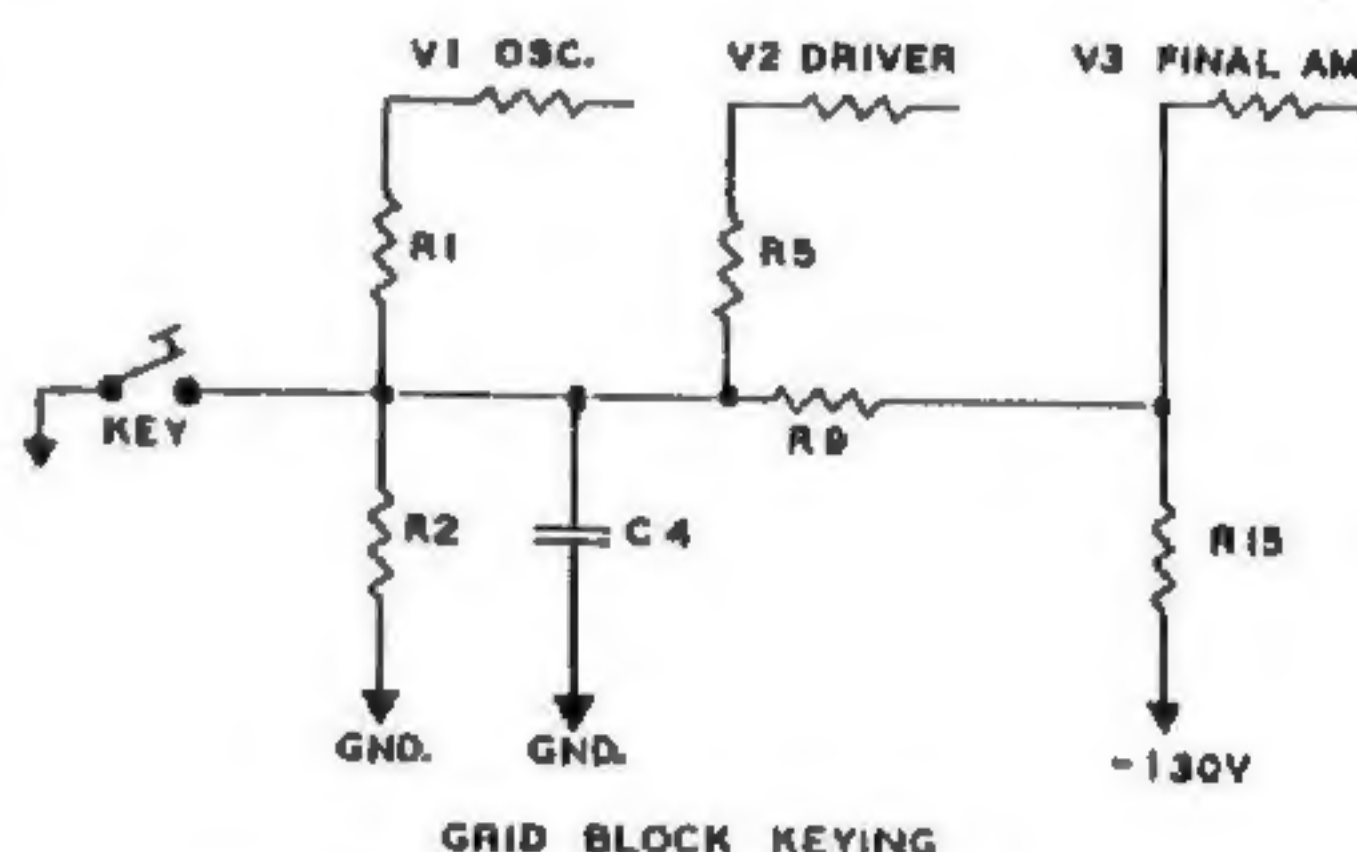 V1 OSC.
V2 DRIVER
V3 FINAL AM
R1
R5
KEY
R9
R2
C4
R15
GND.
GND.
-130V
GRID BLOCK KEYING